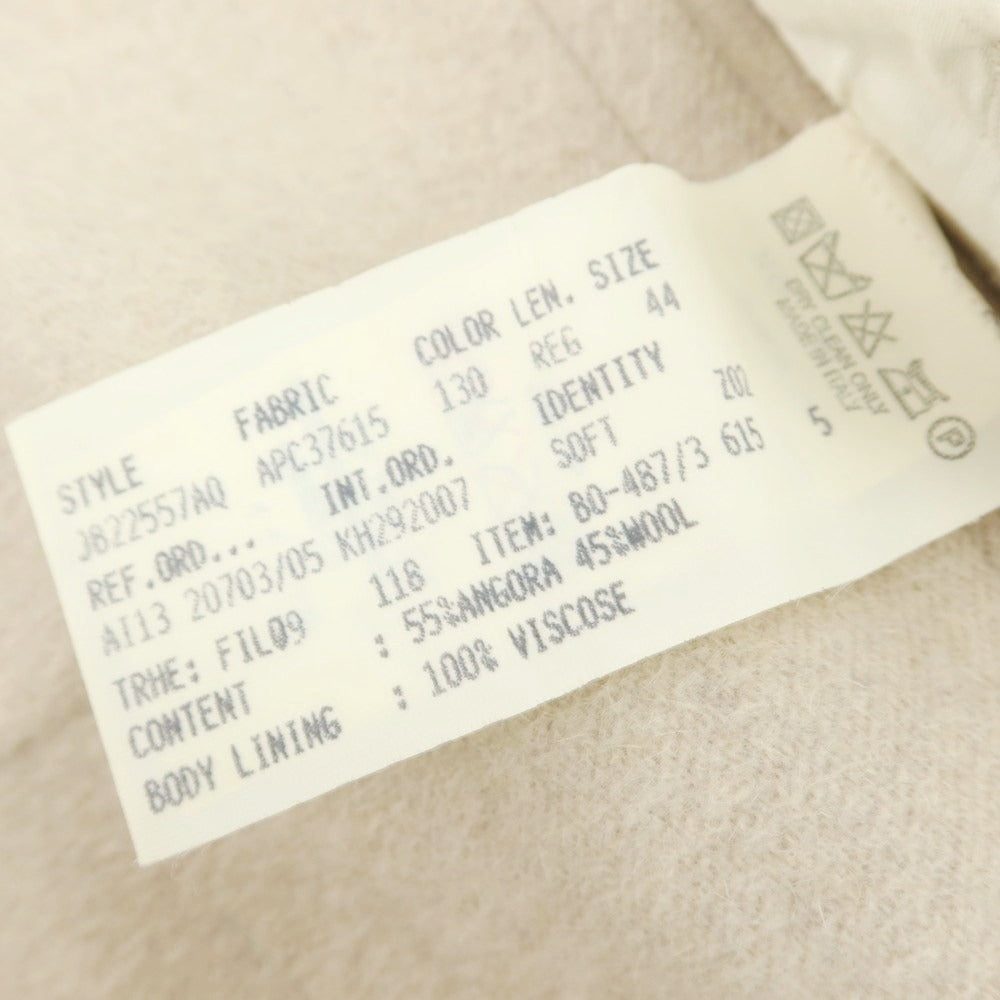 STYLE FABRIC COLOR LEN. SIZE
APC37615 130 REG 44
REF.ORD... INT.ORD. IDENTITY
AI13 20703/05 KH292007 SOFT Z02
TRHE: FILQ9 118 ITEM: 80-487/3 615 5
CONTENT : 55%ANGORA 45%WOOL
BODY LINING : 100% VISCOSE
DRY CLEAN ONLY
MADE IN ITALY
P